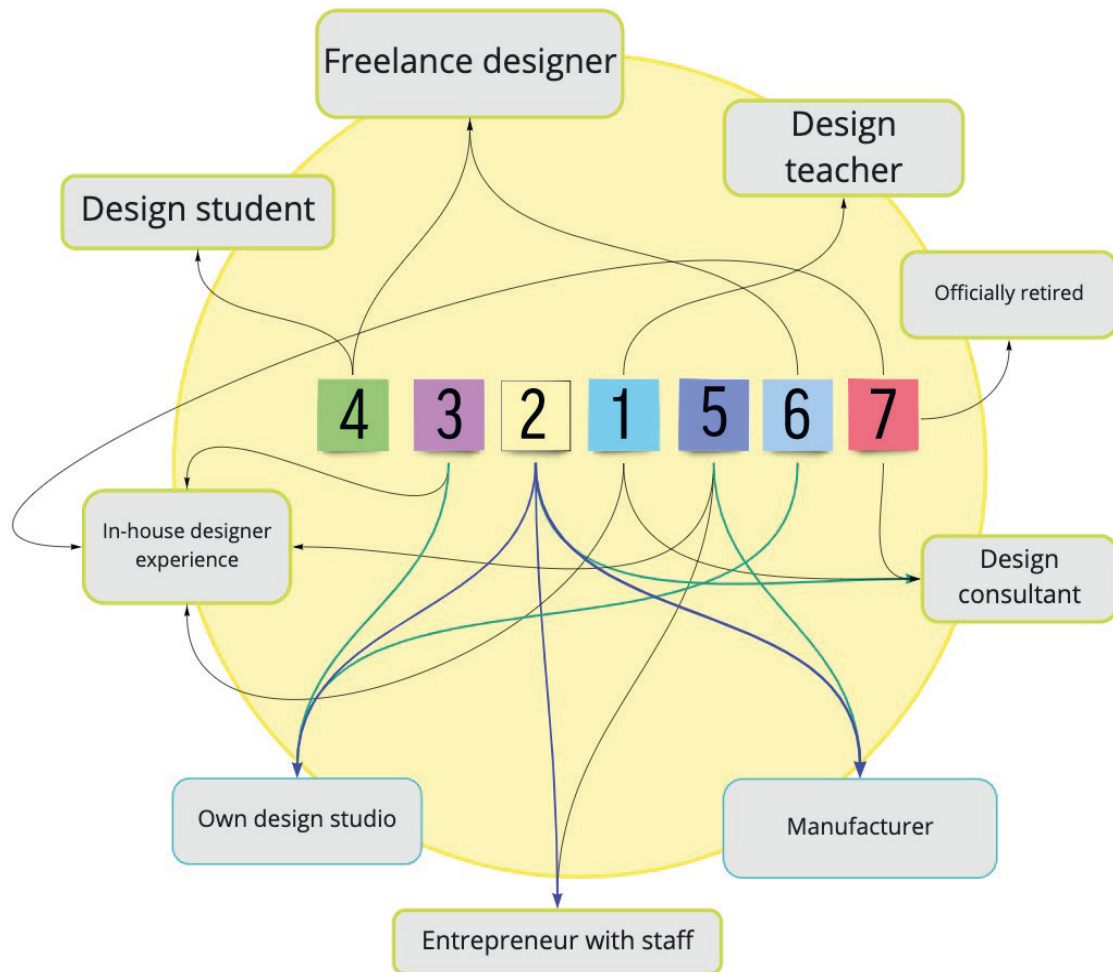 Freelance designer
Design
teacher
Design student
Officially retired
4 3 2 1 5 6 7
In-house designer
experience
Design
consultant
Own design studio
Manufacturer
Entrepreneur with staff